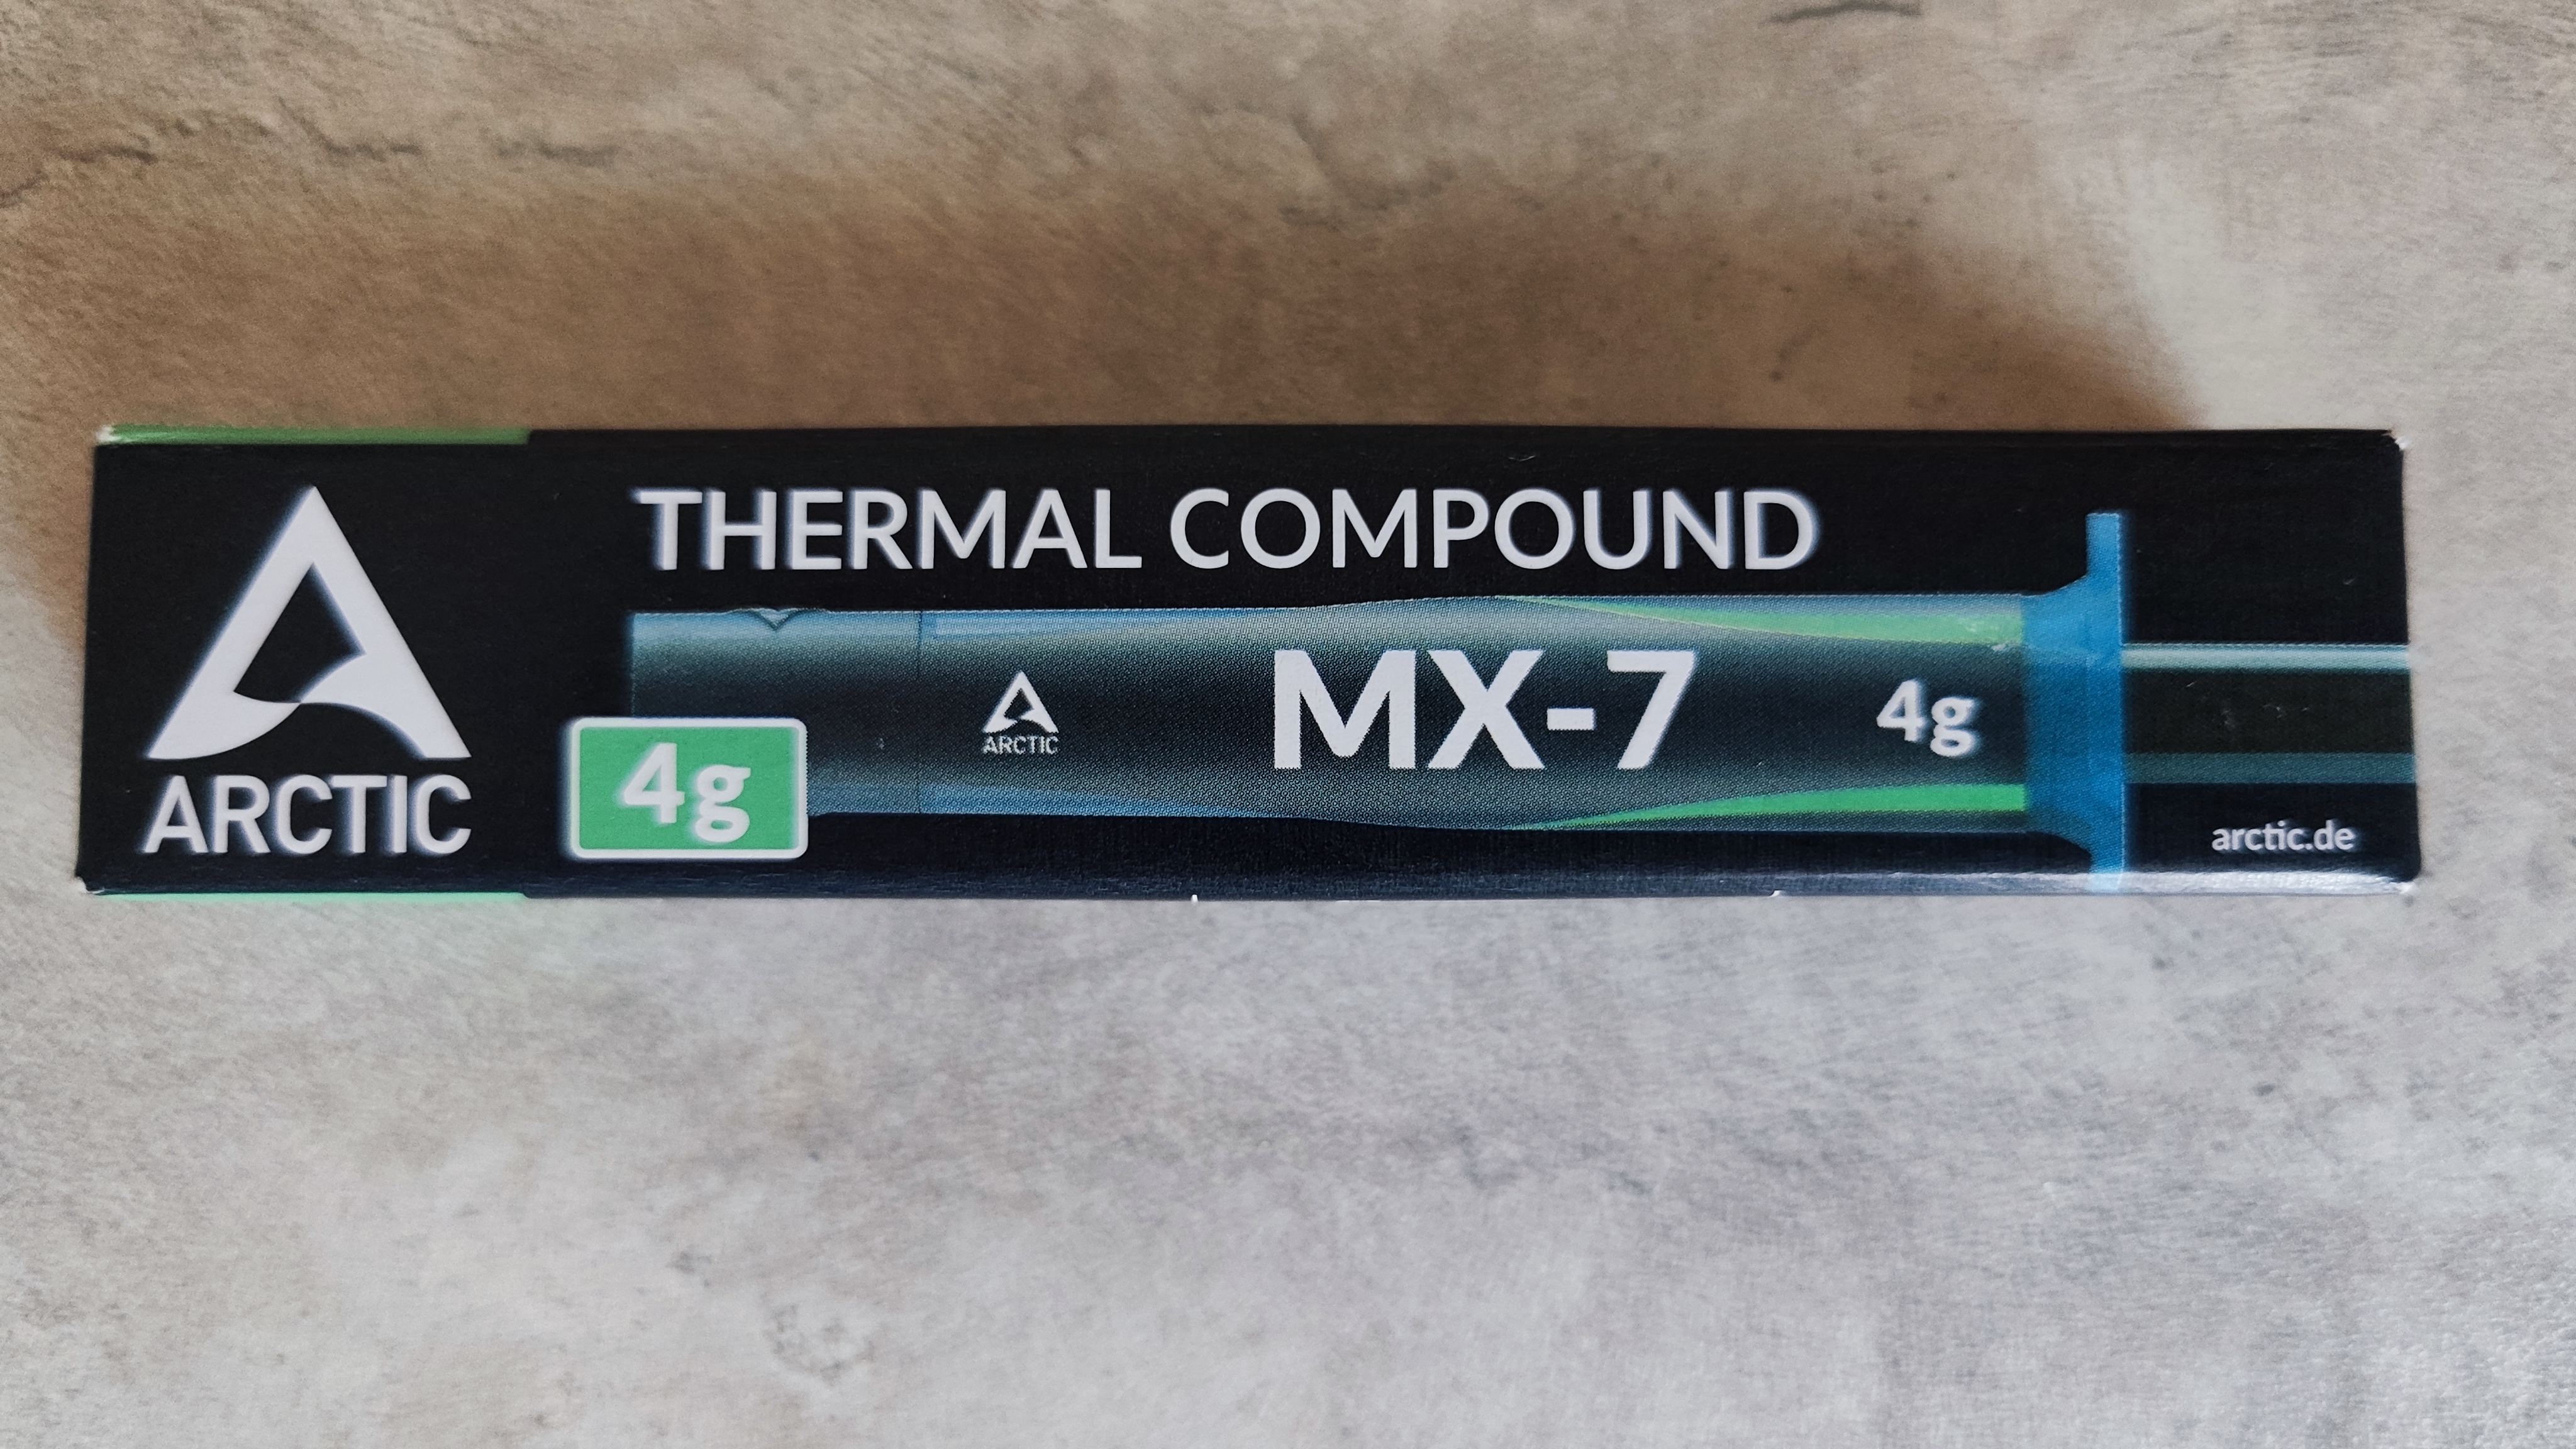 THERMAL COMPOUND
ARCTIC
4g
ARCTIC
MX-7
4g
arctic.de